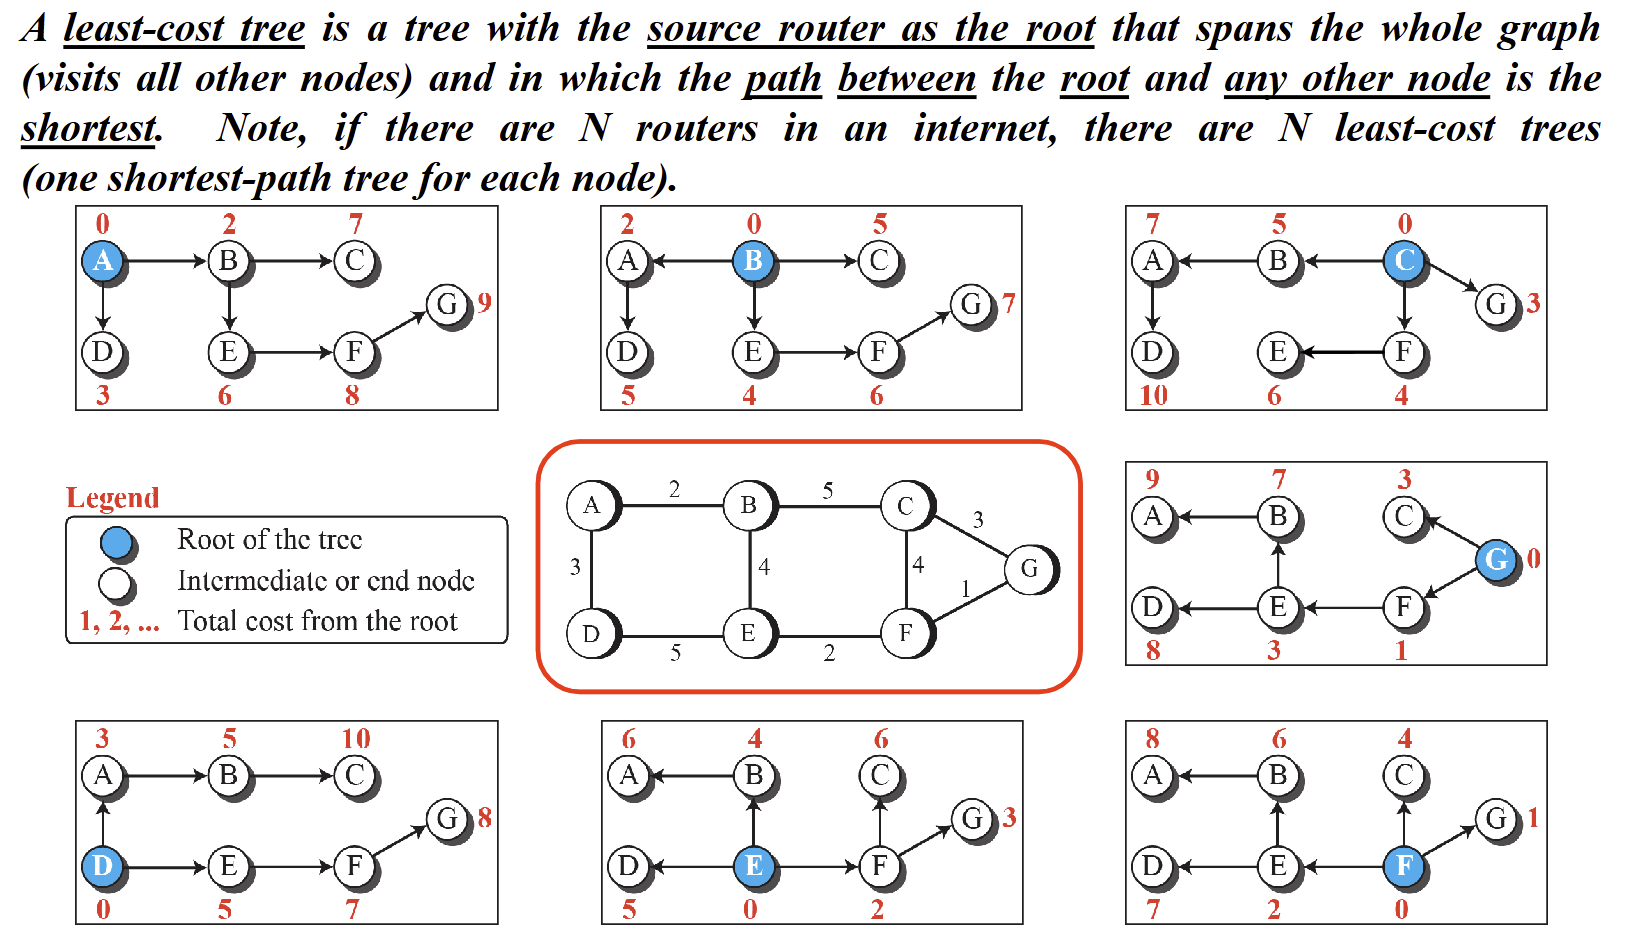 A least-cost tree is a tree with the source router as the root that spans the whole graph
(visits all other nodes) and in which the path between the root and any other node is the
shortest. Note, if there are N routers in an internet, there are N least-cost trees
(one shortest-path tree for each node).
0 2 7
A B C
G 9
D E F
3 6 8
2 0 5
A B C
G 7
D E F
5 4 6
7 5 0
A B C
G 3
D E F
10 6 4
Legend
Root of the tree
Intermediate or end node
1, 2, ... Total cost from the root
A 2 B 5 C
3
3 4 4 G
1
D E F
5 2
9 7 3
A B C
G 0
D E F
8 3 1
3 5 10
A B C
G 8
D E F
0 5 7
6 4 6
A B C
G 3
D E F
5 0 2
8 6 4
A B C
G 1
D E F
7 2 0